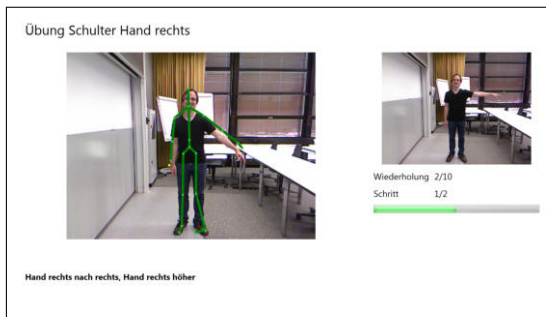 Übung Schulter Hand rechts
Wiederholung 2/10
Schritt 1/2
Hand rechts nach rechts, Hand rechts höher